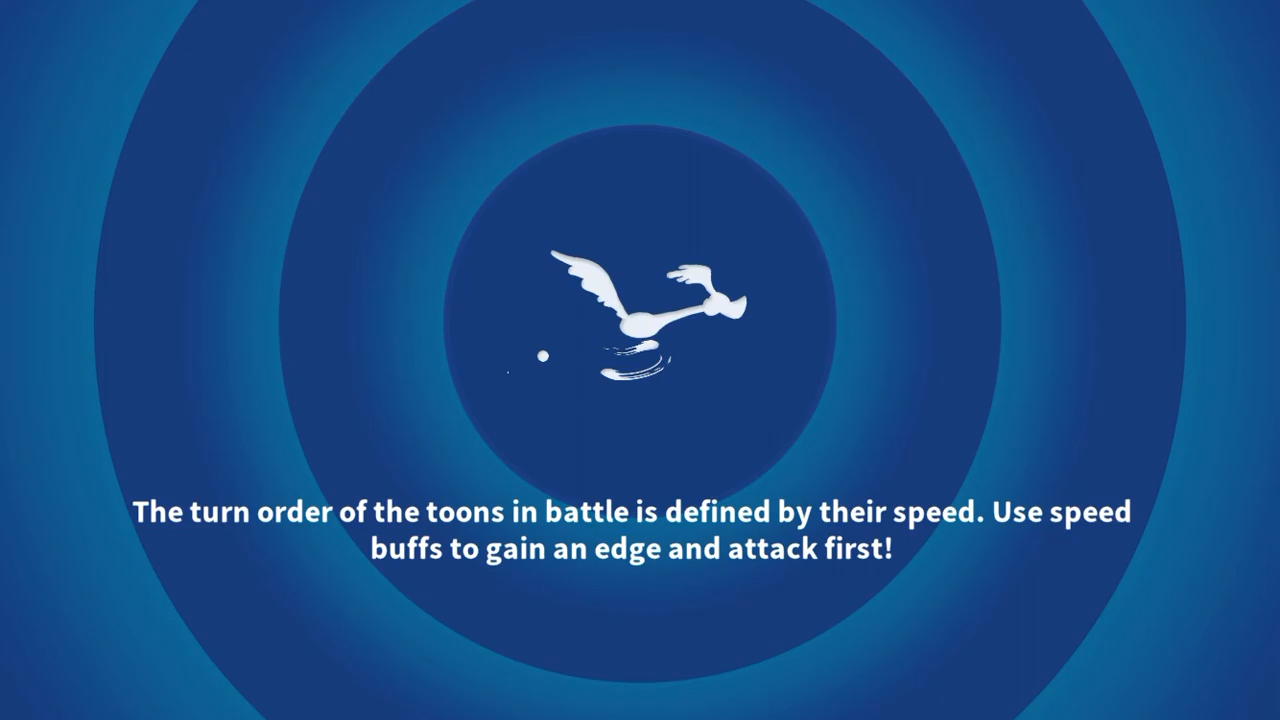 The turn order of the toons in battle is defined by their speed. Use speed
buffs to gain an edge and attack first!